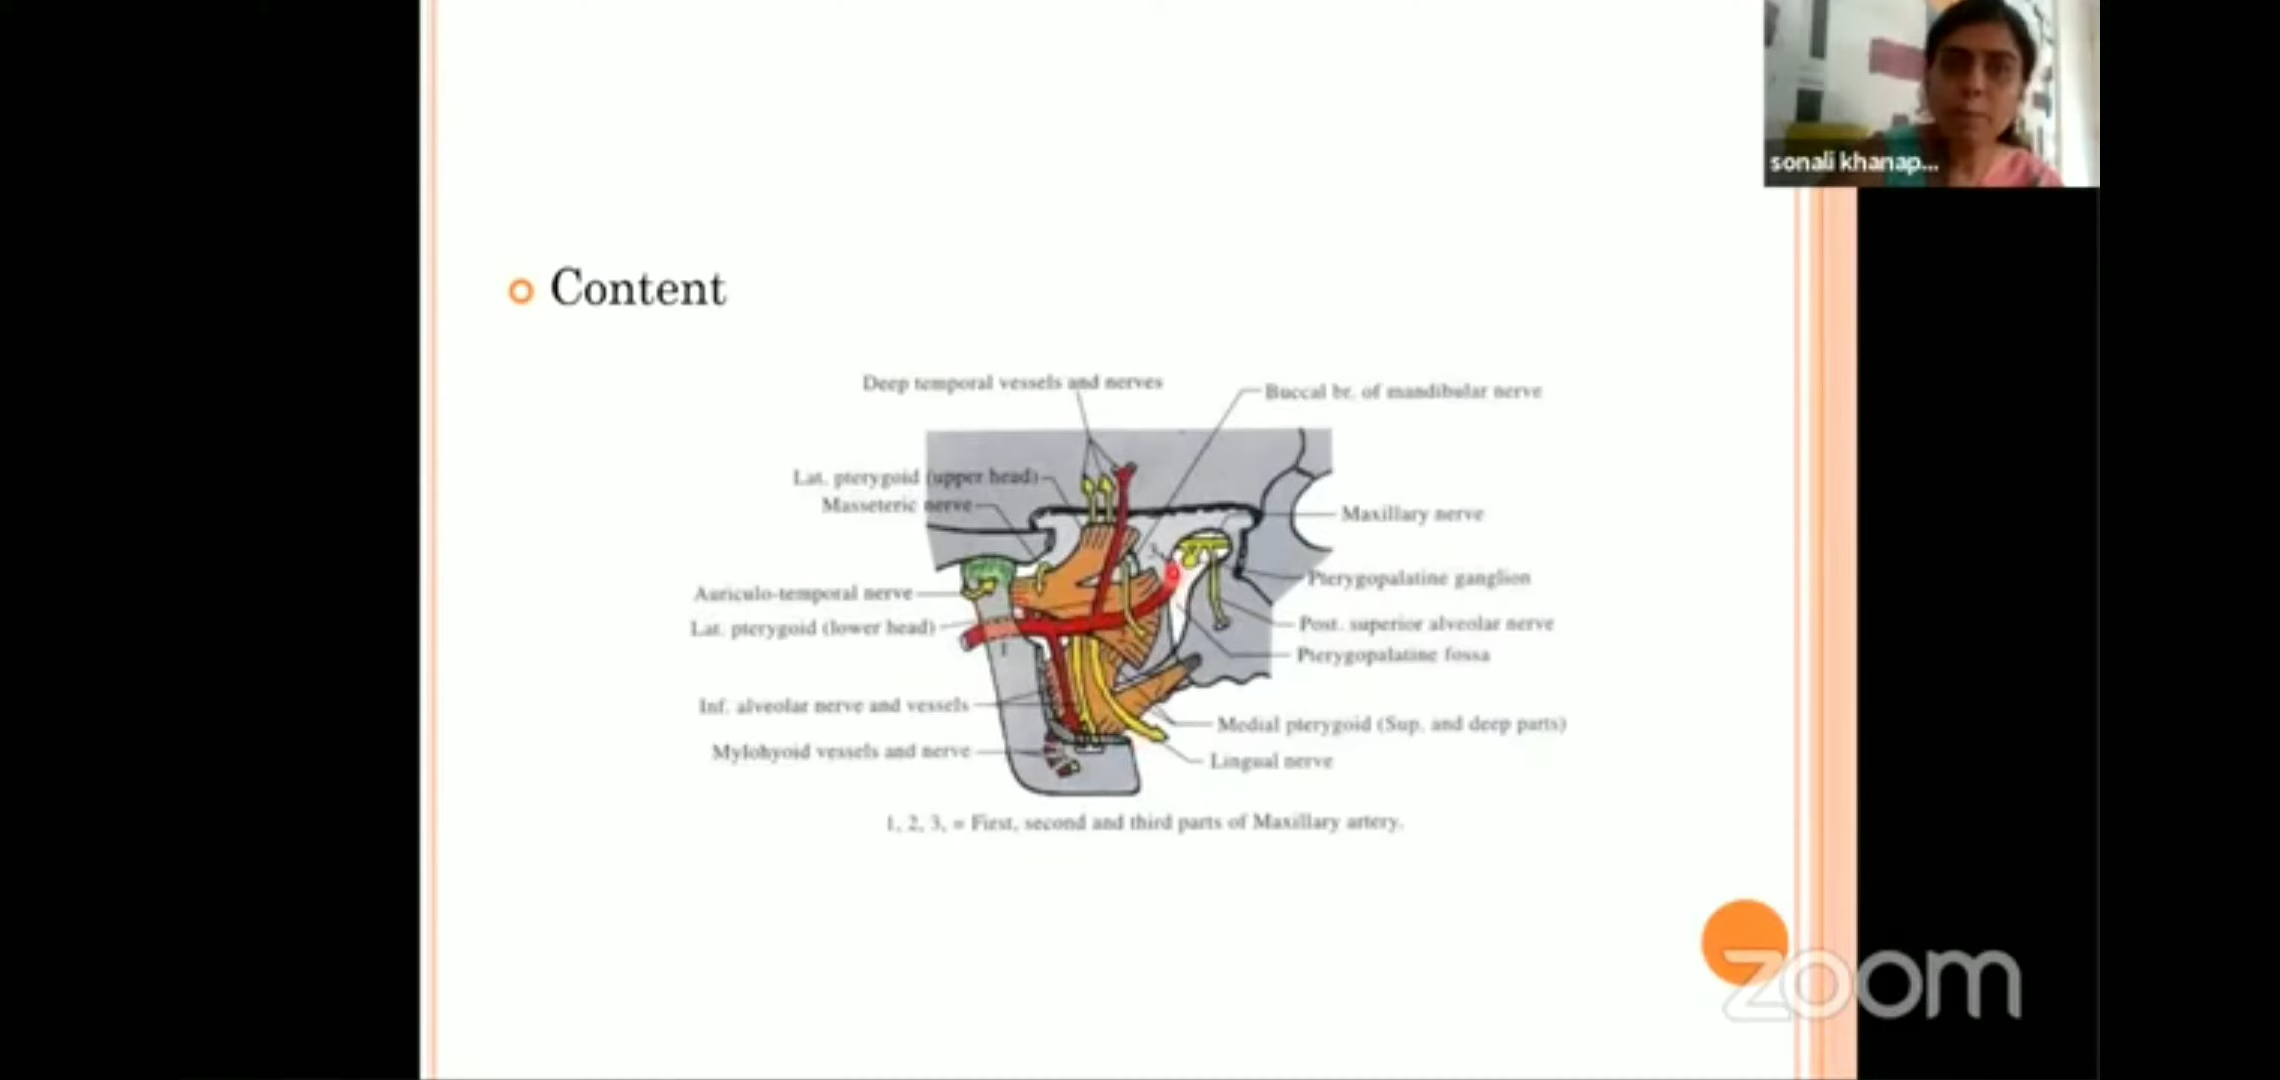 sonali khanap...
Content
Deep temporal vessels and nerves
Buccal br. of mandibular nerve
Lat. pterygoid (upper head)
Masseteric nerve
Maxillary nerve
Pterygopalatine ganglion
Auriculo-temporal nerve
Lat. pterygoid (lower head)
Post. superior alveolar nerve
Pterygopalatine fossa
3
1
Inf. alveolar nerve and vessels
Medial pterygoid (Sup. and deep parts)
Mylohyoid vessels and nerve
Lingual nerve
1, 2, 3, = First, second and third parts of Maxillary artery.
zoom